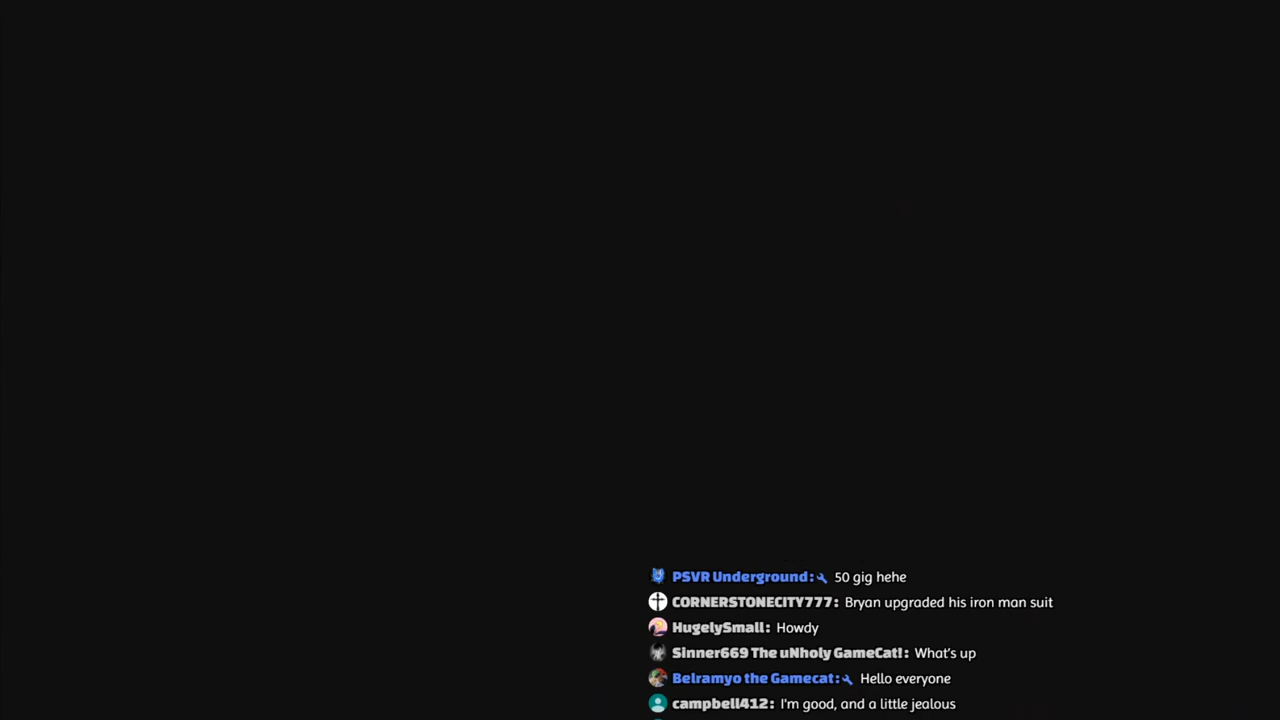 PSVR Underground: 50 gig hehe
CORNERSTONECITY777: Bryan upgraded his iron man suit
HugelySmall: Howdy
Sinner669 The uNholy GameCat!: What's up
Belramyo the Gamecat: Hello everyone
campbell412: I'm good, and a little jealous